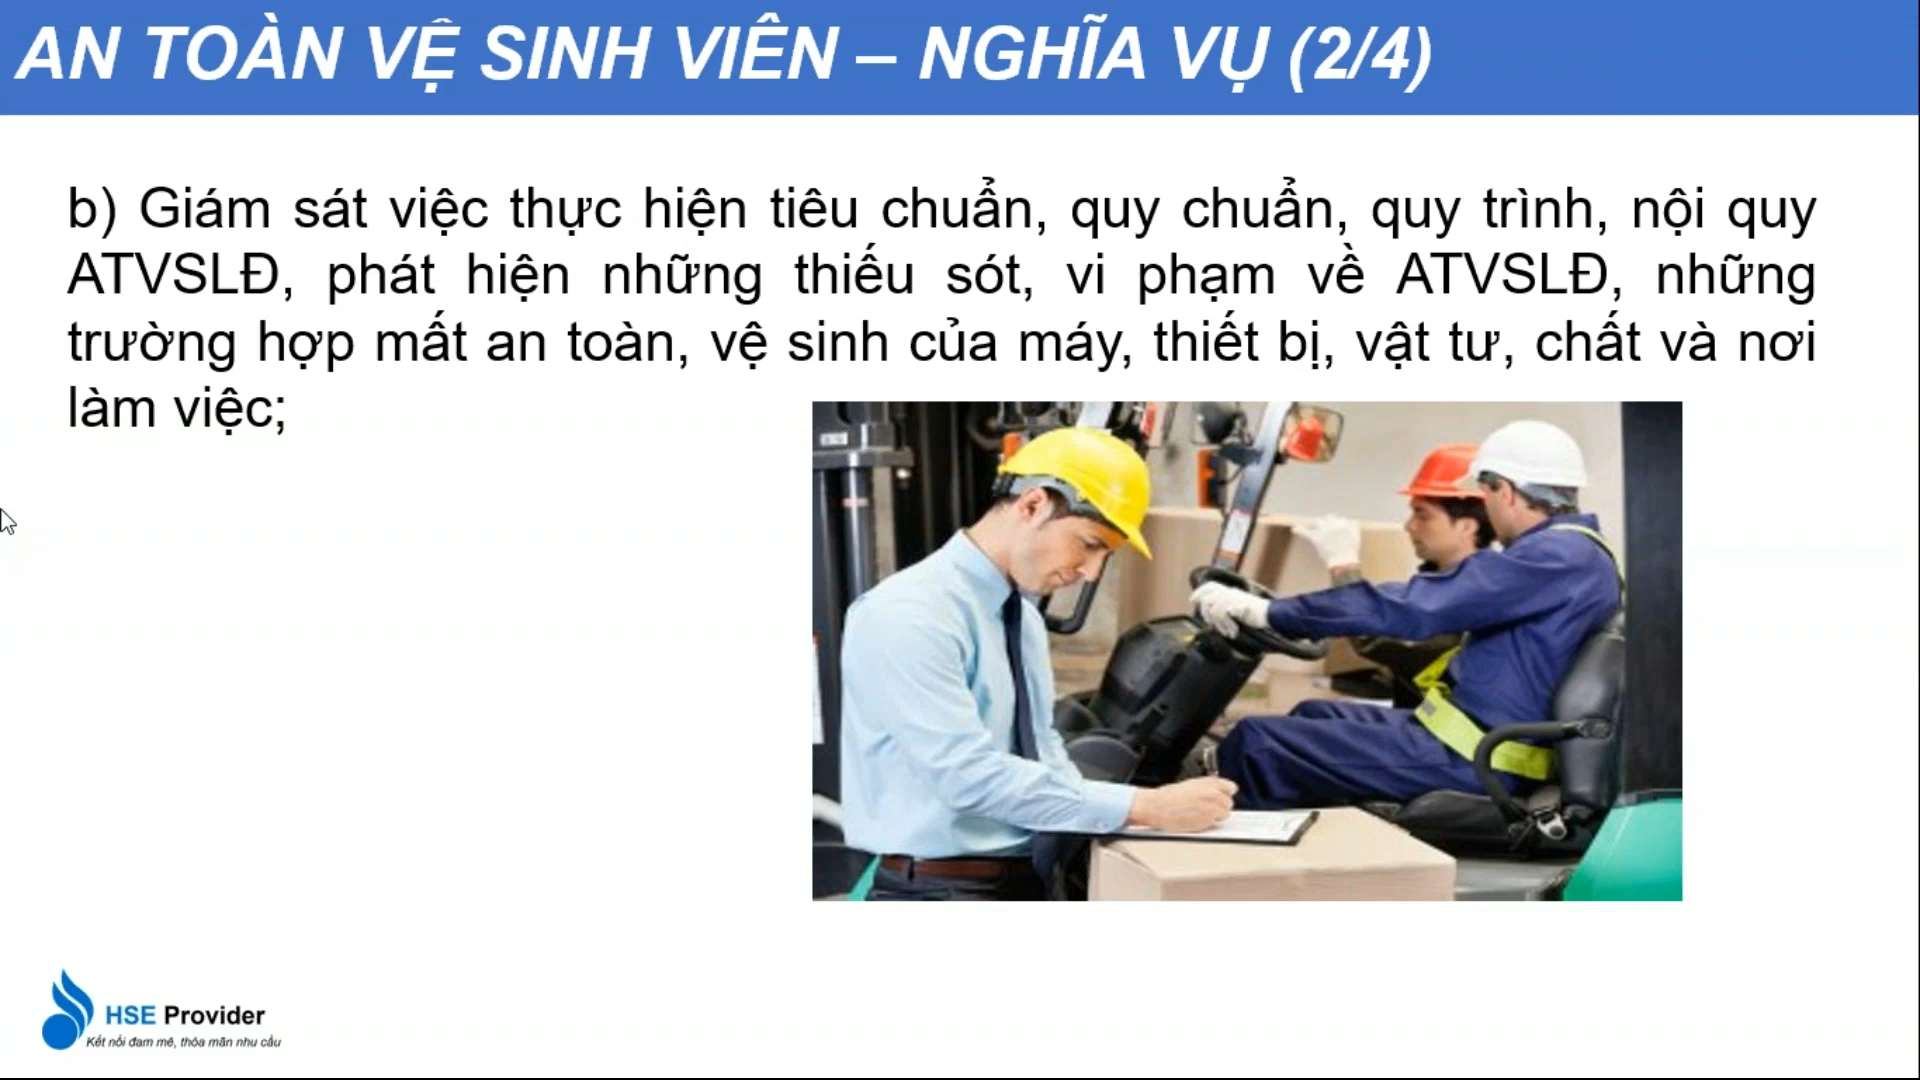 AN TOÀN VỆ SINH VIÊN – NGHĨA VỤ (2/4)
b) Giám sát việc thực hiện tiêu chuẩn, quy chuẩn, quy trình, nội quy
ATVSLĐ, phát hiện những thiếu sót, vi phạm về ATVSLĐ, những
trường hợp mất an toàn, vệ sinh của máy, thiết bị, vật tư, chất và nơi
làm việc;
HSE Provider
Kết nối đam mê, thỏa mãn nhu cầu